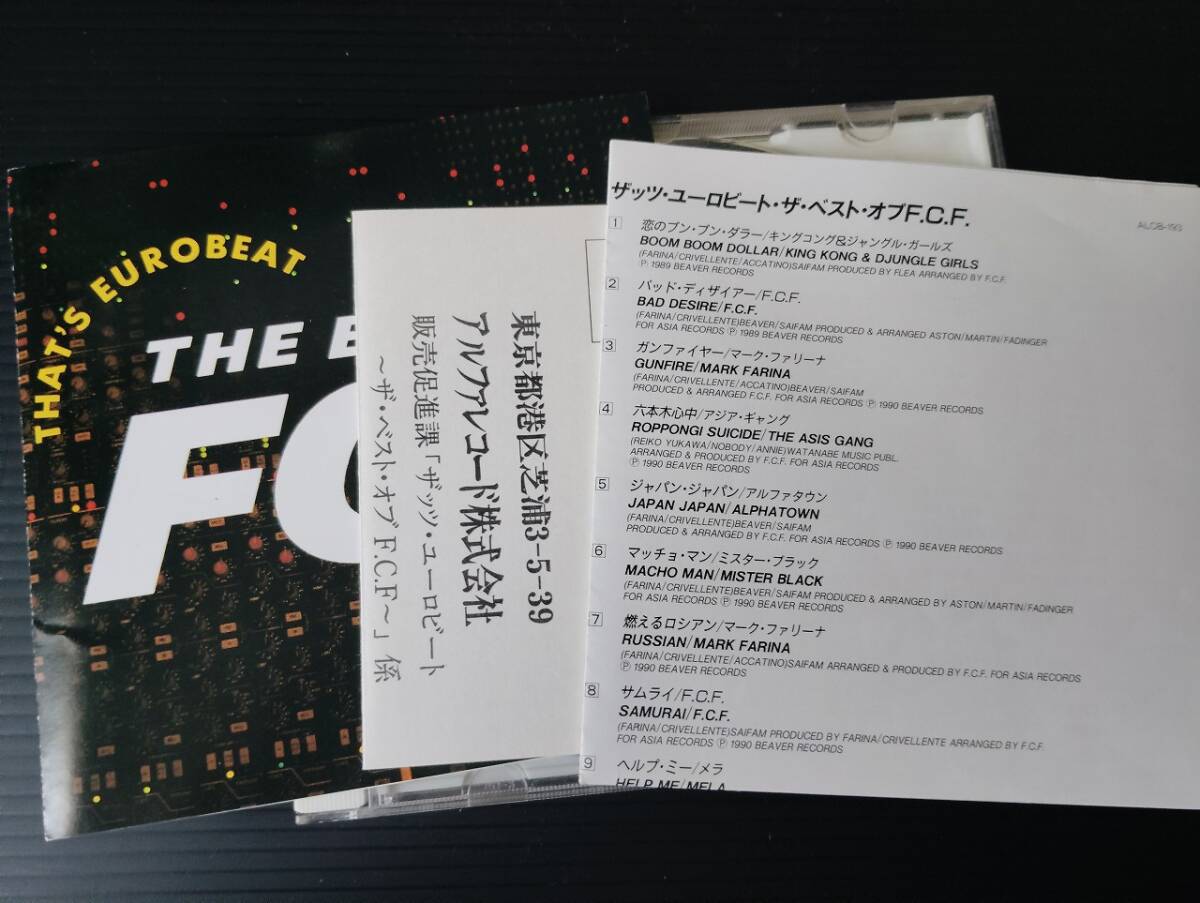 THAT'S EUROBEAT
THE B
FC
東京都港区芝浦3-5-39
アルファレコード株式会社
販売促進課「ザッツ・ユーロビート
〜ザ・ベスト・オブF.C.F.〜」係
ザッツ・ユーロビート・ザ・ベスト・オブF.C.F.
ALCB-193
1 恋のブン・ブン・ダラー/キングコング&ジャングル・ガールズ
BOOM BOOM DOLLAR/KING KONG & DJUNGLE GIRLS
(FARINA/CRIVELLENTE/ACCATINO)SAIFAM PRODUCED BY FLEA ARRANGED BY F.C.F.
Ⓟ 1989 BEAVER RECORDS
2 バッド・ディザイアー/F.C.F.
BAD DESIRE/F.C.F.
(FARINA/CRIVELLENTE)BEAVER/SAIFAM PRODUCED & ARRANGED ASTON/MARTIN/FADINGER
FOR ASIA RECORDS Ⓟ 1989 BEAVER RECORDS
3 ガンファイヤー/マーク・ファリーナ
GUNFIRE/MARK FARINA
(FARINA/CRIVELLENTE/ACCATINO)BEAVER/SAIFAM
PRODUCED & ARRANGED F.C.F. FOR ASIA RECORDS Ⓟ 1990 BEAVER RECORDS
4 六本木心中/アジア・ギャング
ROPPONGI SUICIDE/THE ASIS GANG
(REIKO YUKAWA/NOBODY/ANNIE)WATANABE MUSIC PUBL.
ARRANGED & PRODUCED BY F.C.F. FOR ASIA RECORDS
Ⓟ 1990 BEAVER RECORDS
5 ジャパン・ジャパン/アルファタウン
JAPAN JAPAN/ALPHATOWN
(FARINA/CRIVELLENTE)BEAVER/SAIFAM
PRODUCED & ARRANGED BY F.C.F. FOR ASIA RECORDS Ⓟ 1990 BEAVER RECORDS
6 マッチョ・マン/ミスター・ブラック
MACHO MAN/MISTER BLACK
(FARINA/CRIVELLENTE)BEAVER/SAIFAM PRODUCED & ARRANGED BY ASTON/MARTIN/FADINGER
FOR ASIA RECORDS Ⓟ 1990 BEAVER RECORDS
7 燃えるロシアン/マーク・ファリーナ
RUSSIAN/MARK FARINA
(FARINA/CRIVELLENTE/ACCATINO)SAIFAM ARRANGED & PRODUCED BY F.C.F. FOR ASIA RECORDS
Ⓟ 1990 BEAVER RECORDS
8 サムライ/F.C.F.
SAMURAI/F.C.F.
(FARINA/CRIVELLENTE)SAIFAM PRODUCED BY FARINA/CRIVELLENTE ARRANGED BY F.C.F.
FOR ASIA RECORDS Ⓟ 1990 BEAVER RECORDS
9 ヘルプ・ミー/メラ
HELP ME/MELA